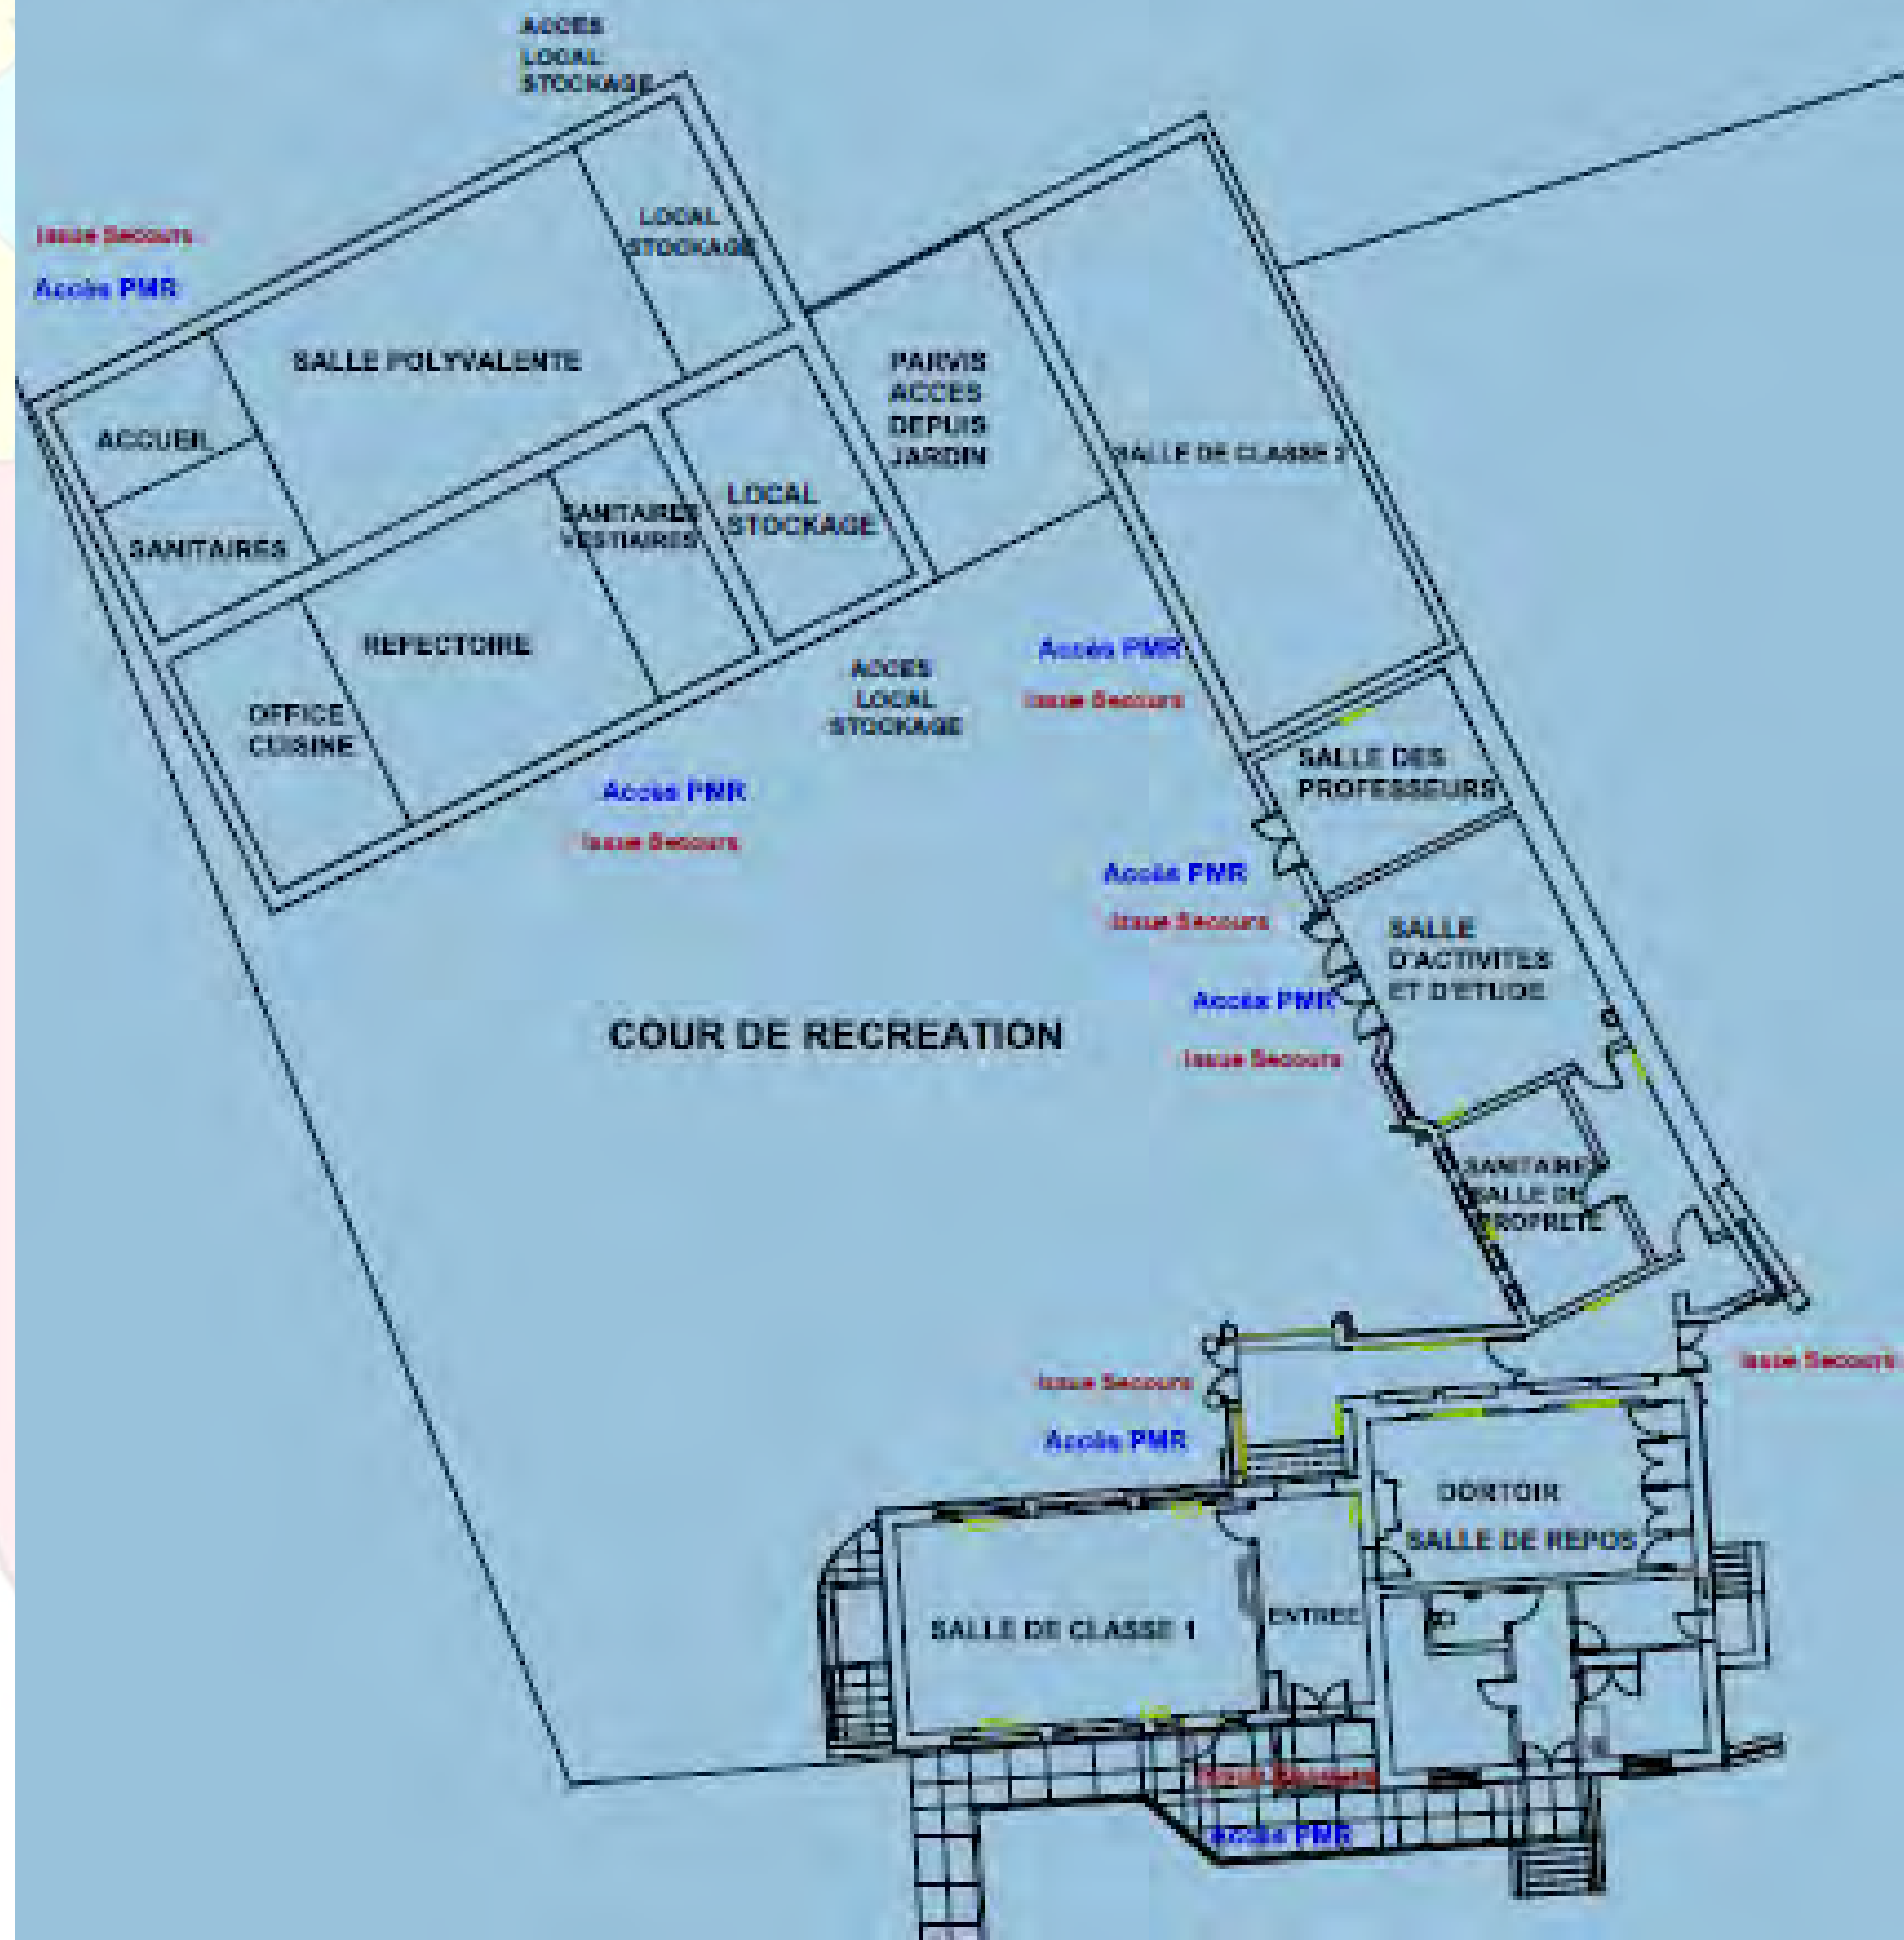 ACCES
LOCAL
STOCKAGE
LOCAL
STOCKAGE
Issue Secours
Accès PMR
SALLE POLYVALENTE
PARVIS
ACCES
DEPUIS
JARDIN
ACCUEIL
SALLE DE CLASSE 2
LOCAL
STOCKAGE
SANITAIRES
VESTIAIRES
SANITAIRES
REFECTOIRE
Accès PMR
Issue Secours
ACCES
LOCAL
STOCKAGE
OFFICE
CUISINE
SALLE DES
PROFESSEURS
Accès PMR
Issue Secours
Accès PMR
Issue Secours
SALLE
D'ACTIVITES
ET D'ETUDE
Accès PMR
Issue Secours
COUR DE RECREATION
SANITAIRE
SALLE DE
PROPRETE
Issue Secours
Issue Secours
Accès PMR
DORTOIR
SALLE DE REPOS
SALLE DE CLASSE 1
ENTREE
Issue Secours
Accès PMR